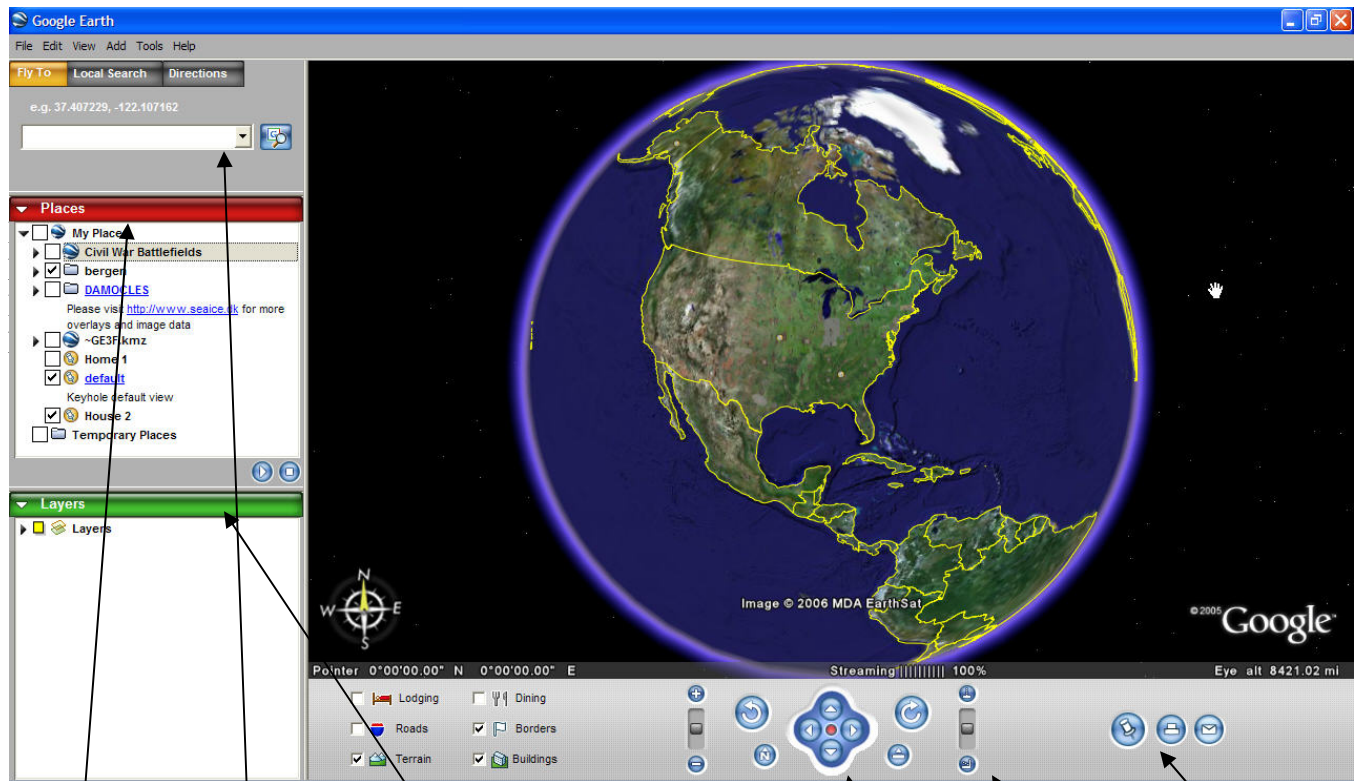 Google Earth
File Edit View Add Tools Help
Fly To Local Search Directions
e.g. 37.407229, -122.107162
Places
My Places
Civil War Battlefields
bergen
DAMOCLES
Please visit http://www.seaice.dk for more
overlays and image data
~GE3F.kmz
Home 1
default
Keyhole default view
House 2
Temporary Places
Layers
Layers
N
W E
S
Image © 2006 MDA EarthSat
©2005 Google
Pointer 0°00'00.00" N 0°00'00.00" E Streaming |||||||||| 100% Eye alt 8421.02 mi
Lodging Dining
Roads Borders
Terrain Buildings
N